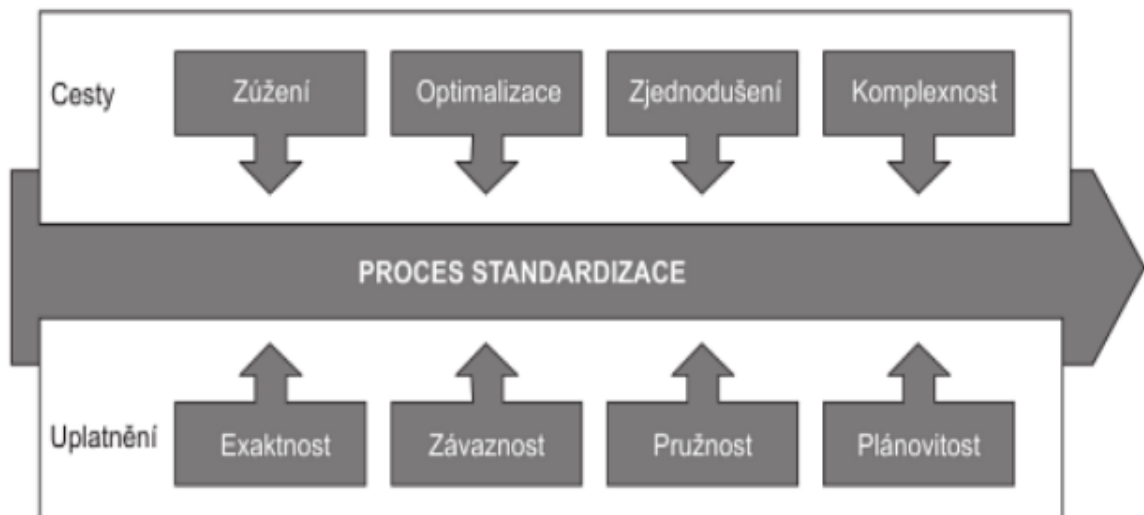 Cesty
Zúžení
Optimalizace
Zjednodušení
Komplexnost
PROCES STANDARDIZACE
Uplatnění
Exaktnost
Závaznost
Pružnost
Plánovitost